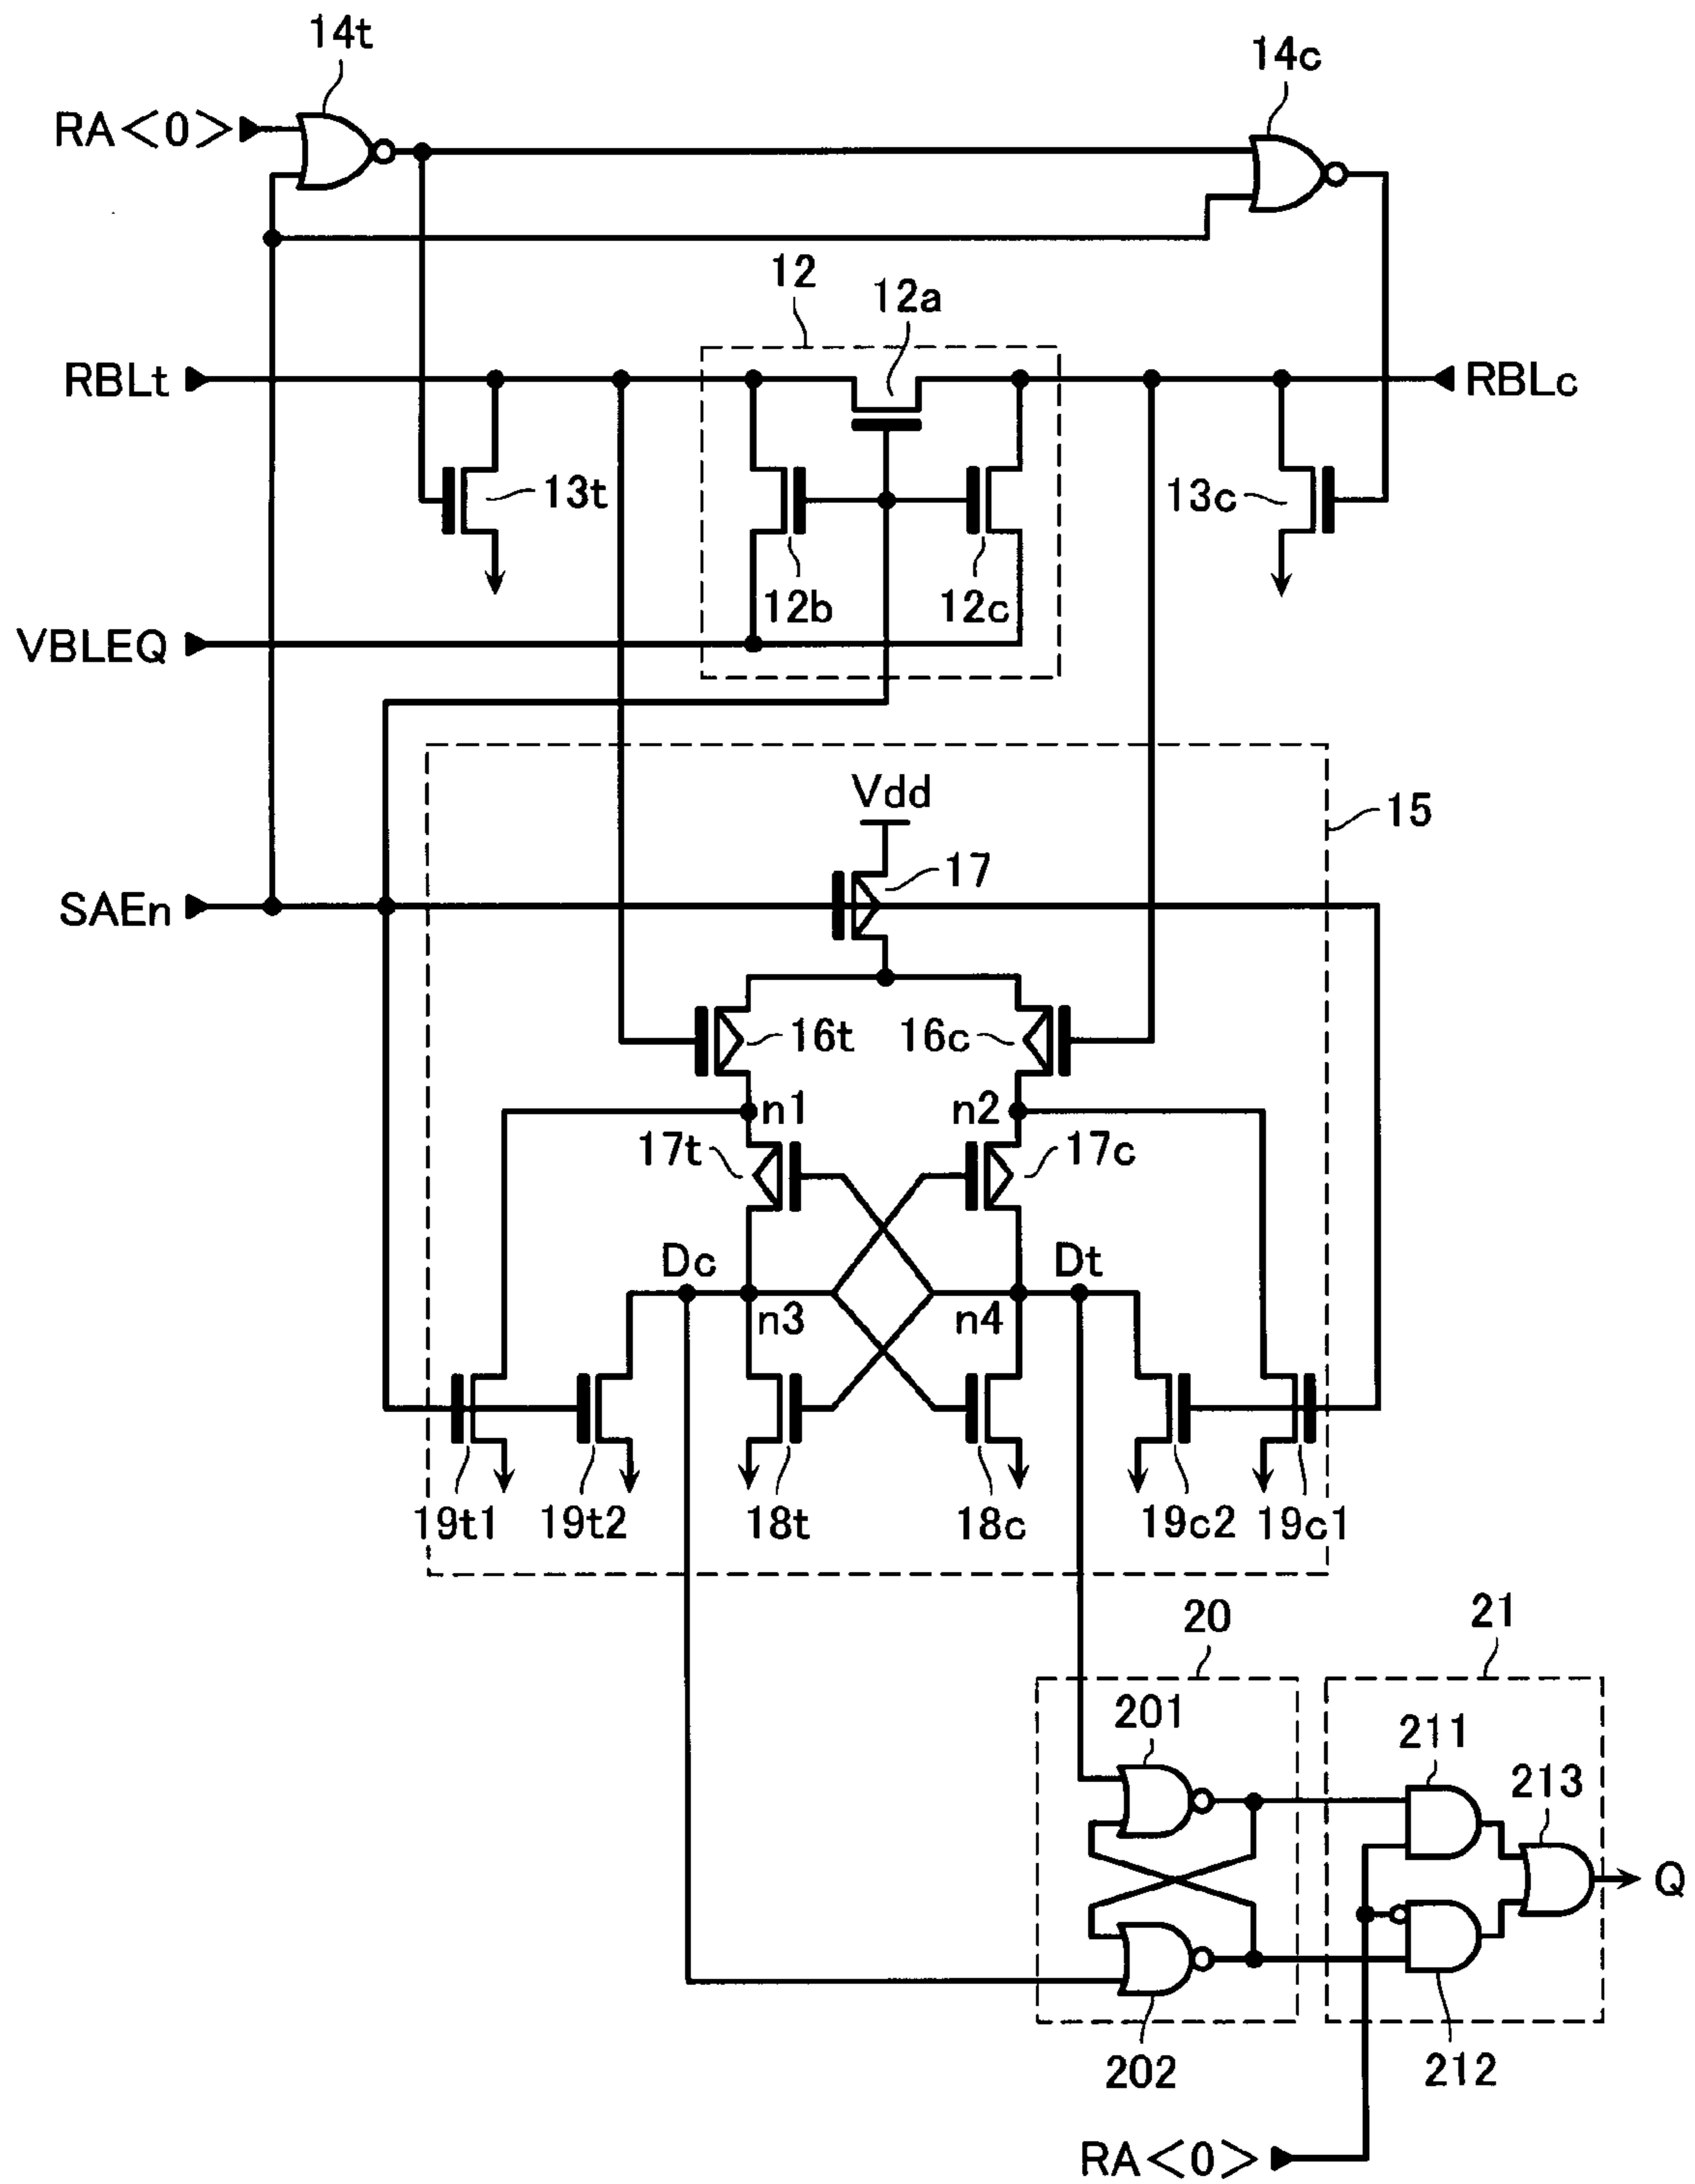 14t
14c
RA<0>
12
12a
RBLt
RBLc
13t
13c
12b
12c
VBLEQ
Vdd
15
17
SAEn
16t
16c
n1
n2
17t
17c
Dc
Dt
n3
n4
19t1
19t2
18t
18c
19c2
19c1
20
21
201
211
213
Q
202
212
RA<0>